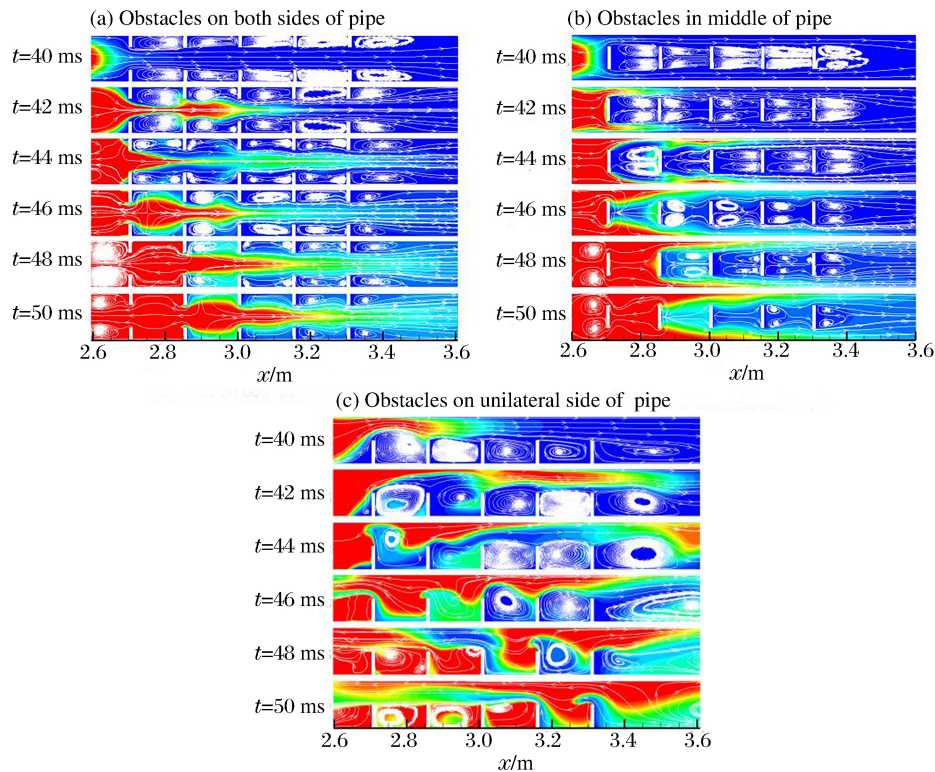 (a) Obstacles on both sides of pipe
t=40 ms
t=42 ms
t=44 ms
t=46 ms
t=48 ms
t=50 ms
2.6 2.8 3.0 3.2 3.4 3.6
x/m
(b) Obstacles in middle of pipe
t=40 ms
t=42 ms
t=44 ms
t=46 ms
t=48 ms
t=50 ms
2.6 2.8 3.0 3.2 3.4 3.6
x/m
(c) Obstacles on unilateral side of pipe
t=40 ms
t=42 ms
t=44 ms
t=46 ms
t=48 ms
t=50 ms
2.6 2.8 3.0 3.2 3.4 3.6
x/m